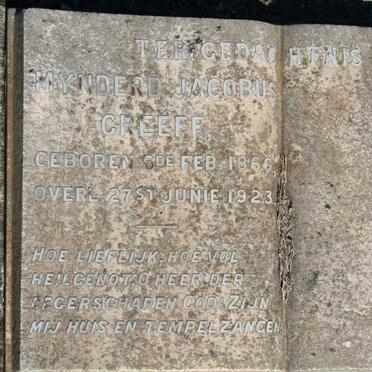 TER GEDACHTNIS
MYNDERD JACOBUS
GREEFF,
GEBOREN 6DE FEB. 1866
OVERL. 27ST JUNIE 1923
HOE LIEFLIJK, HOE VOL
HEILGENOT, O HEER DER
LEGERSCHAREN GOD! ZIJN
MIJ HUIS EN TEMPELZANGEN